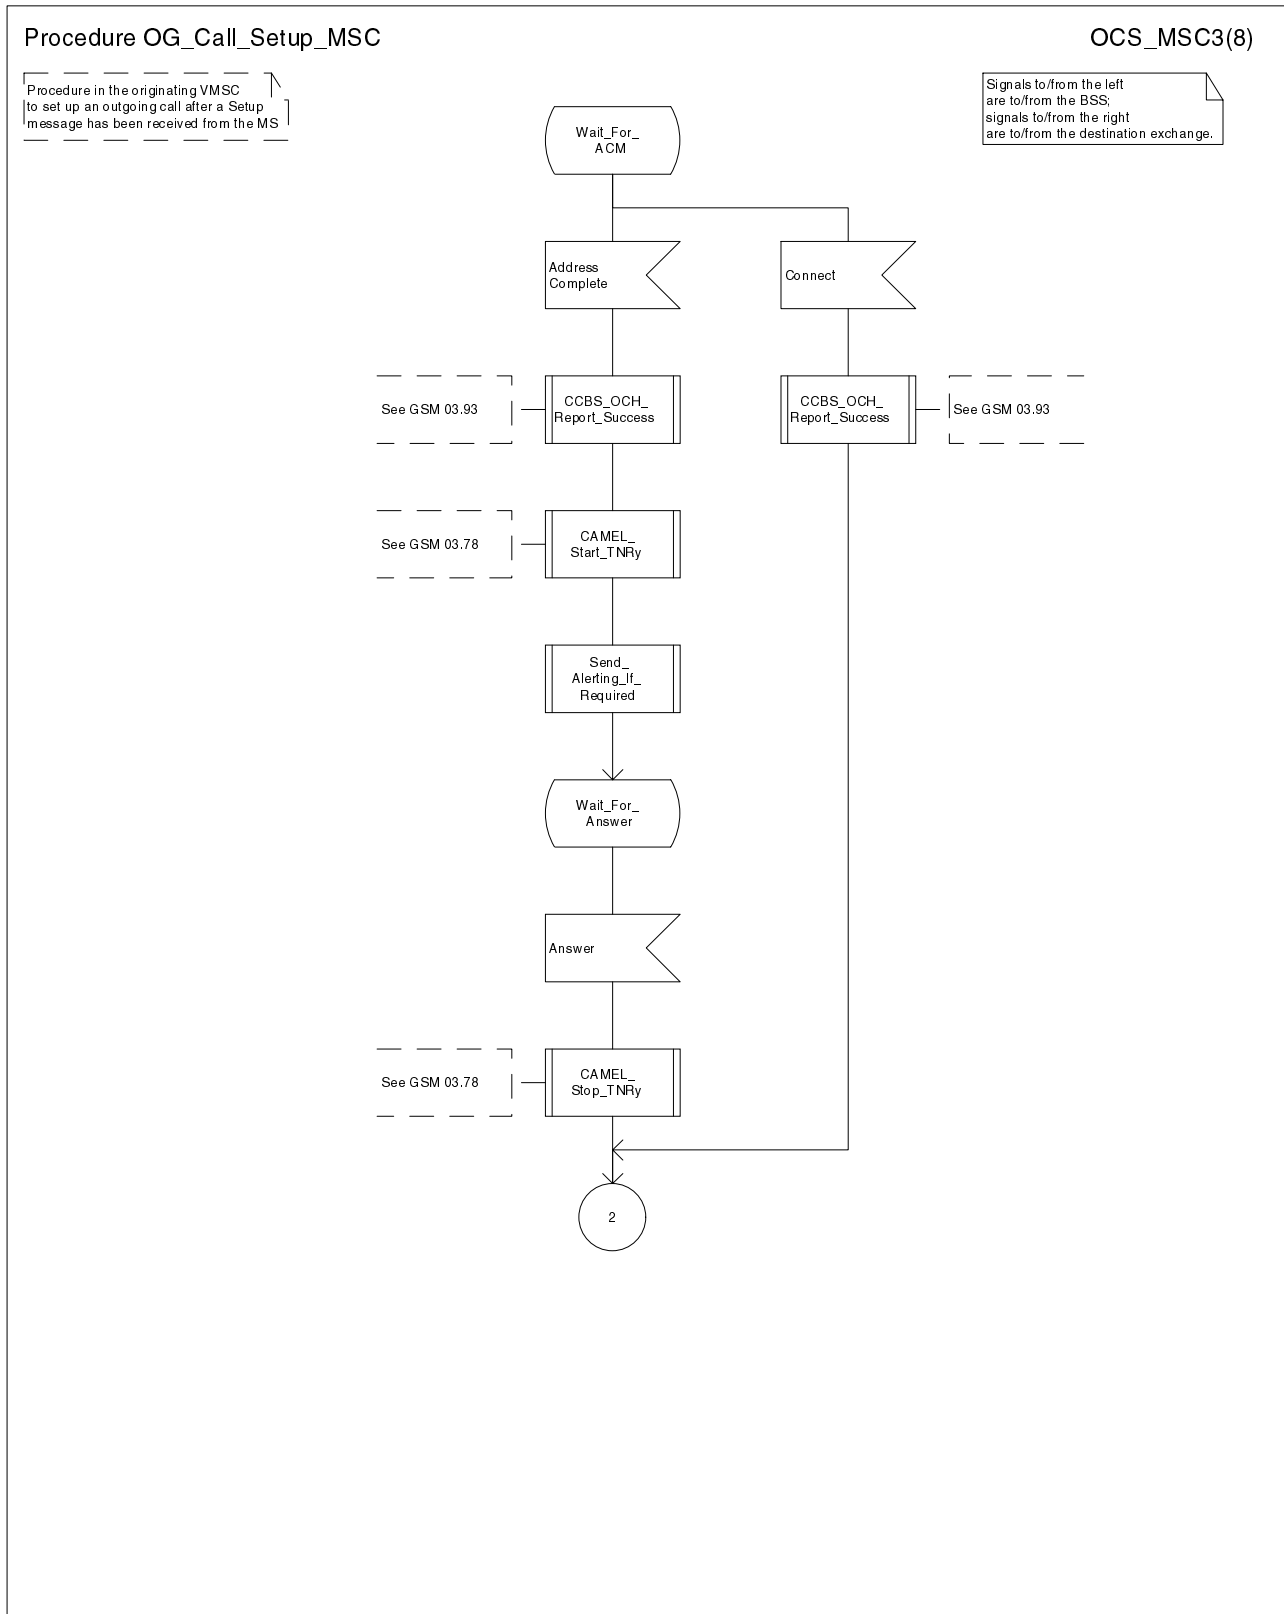 Procedure OG_Call_Setup_MSC
OCS_MSC3(8)
Procedure in the originating VMSC
to set up an outgoing call after a Setup
message has been received from the MS
Signals to/from the left
are to/from the BSS;
signals to/from the right
are to/from the destination exchange.
Wait_For_
ACM
Address
Complete
Connect
See GSM 03.93
CCBS_OCH_
Report_Success
CCBS_OCH_
Report_Success
See GSM 03.93
See GSM 03.78
CAMEL_
Start_TNRy
Send_
Alerting_If_
Required
Wait_For_
Answer
Answer
See GSM 03.78
CAMEL_
Stop_TNRy
2